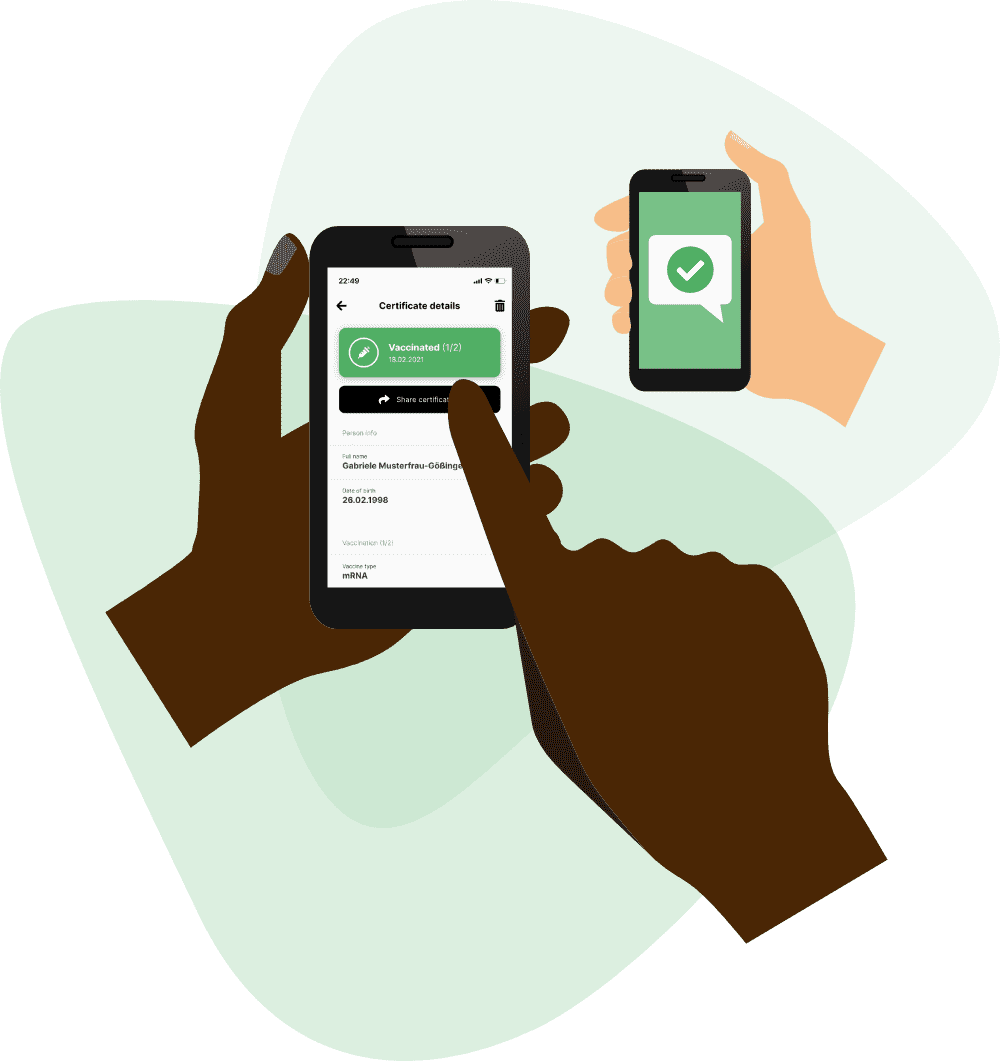 22:49
Certificate details
Vaccinated (1/2)
18.02.2021
Share certificat
Person info
Full name
Gabriele Musterfrau-Gößinge
Date of birth
26.02.1998
Vaccination (1/2)
Vaccine type
mRNA